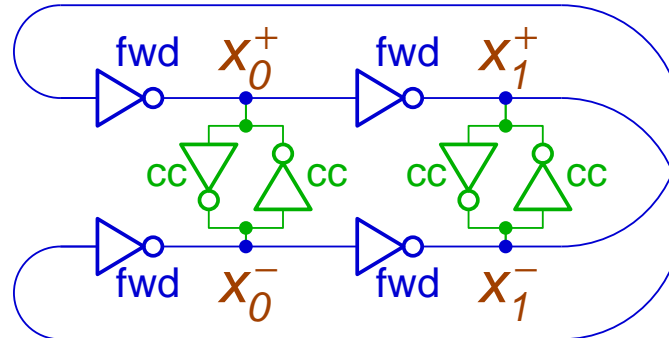 fwd x₀⁺ fwd x₁⁺
cc cc cc cc
fwd x₀⁻ fwd x₁⁻